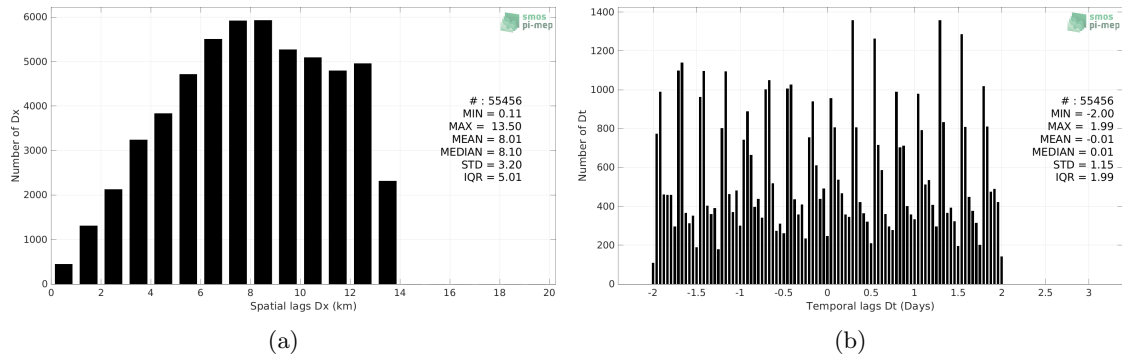 6000
5000
4000
3000
2000
1000
0
Number of Dx
smos
pi-mep
# : 55456
MIN = 0.11
MAX = 13.50
MEAN = 8.01
MEDIAN = 8.10
STD = 3.20
IQR = 5.01
0 2 4 6 8 10 12 14 16 18 20
Spatial lags Dx (km)
(a)
1400
1200
1000
800
600
400
200
0
Number of Dt
smos
pi-mep
# : 55456
MIN = -2.00
MAX = 1.99
MEAN = -0.01
MEDIAN = 0.01
STD = 1.15
IQR = 1.99
-2 -1.5 -1 -0.5 0 0.5 1 1.5 2 2.5 3
Temporal lags Dt (Days)
(b)